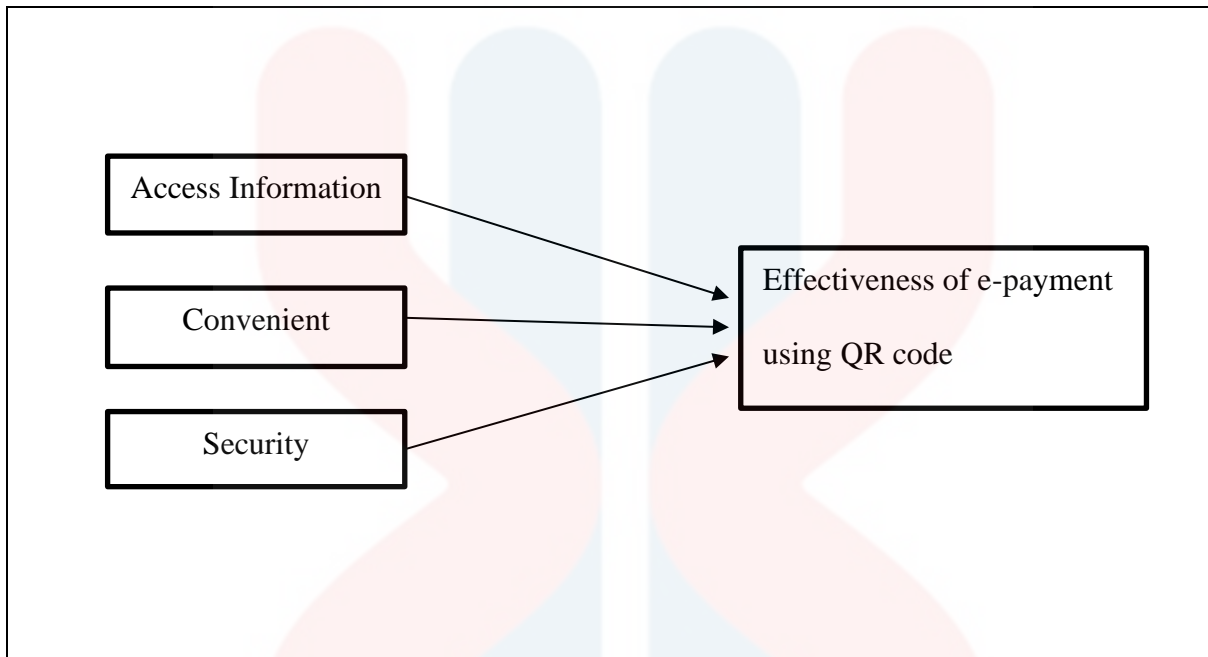 Access Information
Convenient
Security
Effectiveness of e-payment
using QR code